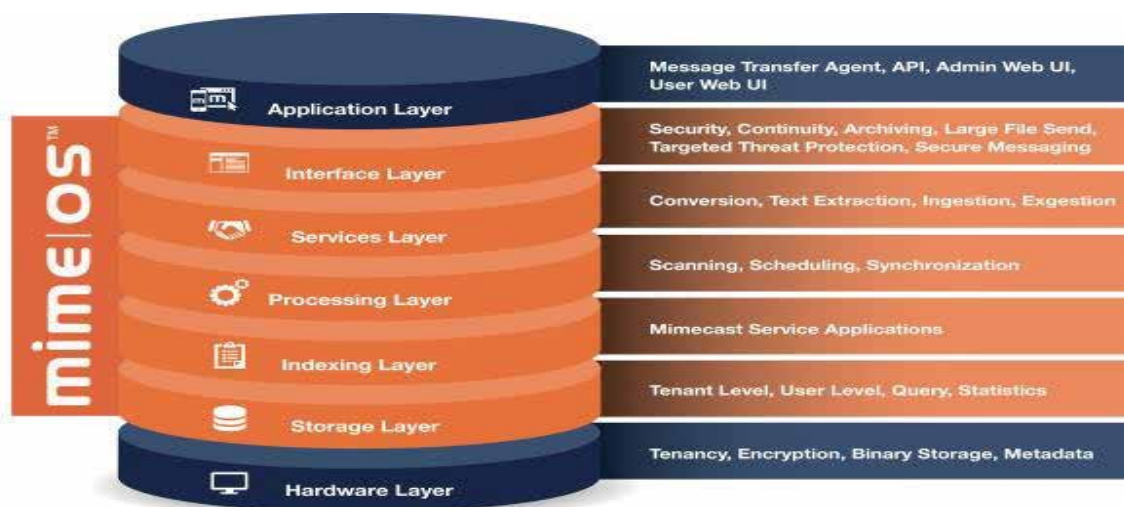 mime|OS™
Application Layer
Message Transfer Agent, API, Admin Web UI,
User Web UI
Interface Layer
Security, Continuity, Archiving, Large File Send,
Targeted Threat Protection, Secure Messaging
Services Layer
Conversion, Text Extraction, Ingestion, Exgestion
Processing Layer
Scanning, Scheduling, Synchronization
Indexing Layer
Mimecast Service Applications
Storage Layer
Tenant Level, User Level, Query, Statistics
Hardware Layer
Tenancy, Encryption, Binary Storage, Metadata